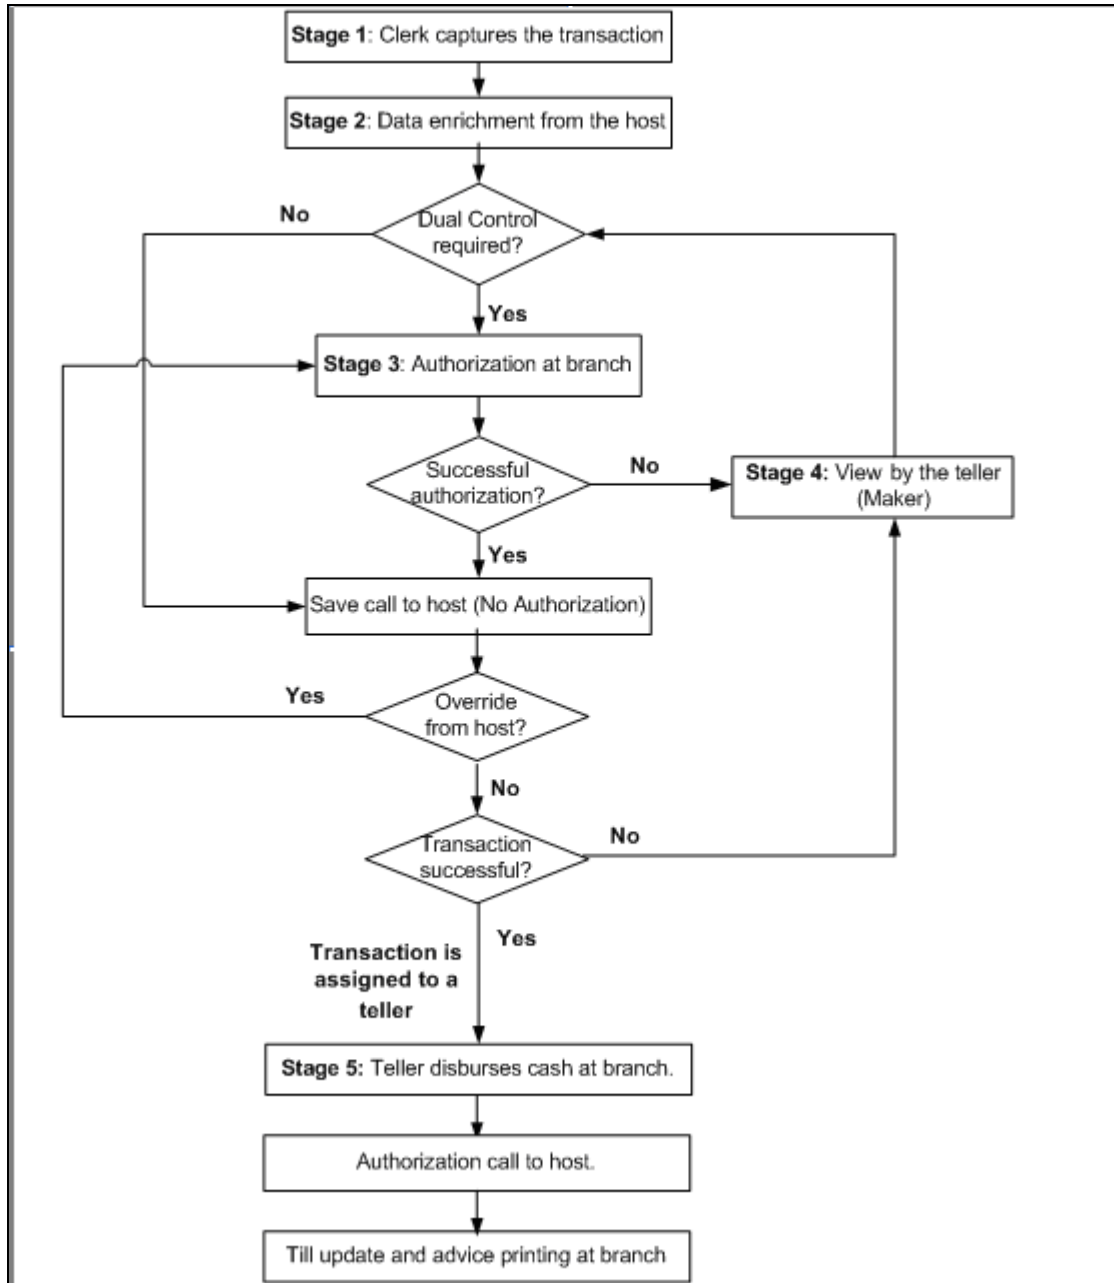 Stage 1: Clerk captures the transaction
Stage 2: Data enrichment from the host
No
Dual Control
required?
Yes
Stage 3: Authorization at branch
Successful
authorization?
No
Stage 4: View by the teller
(Maker)
Yes
Save call to host (No Authorization)
Yes
Override
from host?
No
Transaction
successful?
No
Yes
Transaction is
assigned to a
teller
Stage 5: Teller disburses cash at branch.
Authorization call to host.
Till update and advice printing at branch